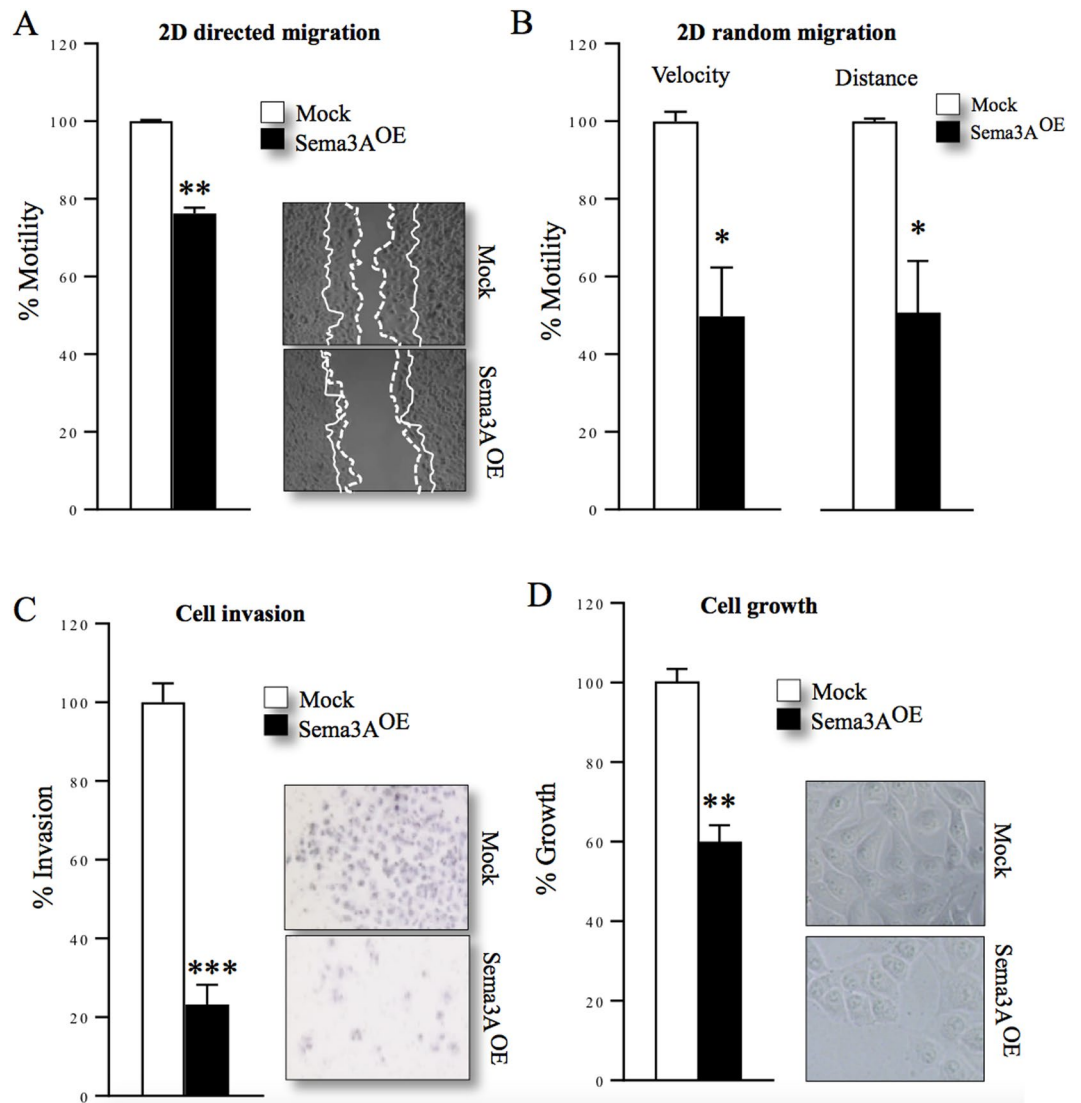 A
2D directed migration
120
100
80
60
40
20
0
% Motility
Mock
Sema3AOE
**
Mock
Sema3AOE
B
2D random migration
Velocity
Distance
Mock
Sema3AOE
120
100
80
60
40
20
0
% Motility
*
*
C
Cell invasion
120
100
80
60
40
20
0
% Invasion
Mock
Sema3AOE
***
Mock
Sema3AOE
D
Cell growth
120
100
80
60
40
20
0
% Growth
Mock
Sema3AOE
**
Mock
Sema3AOE